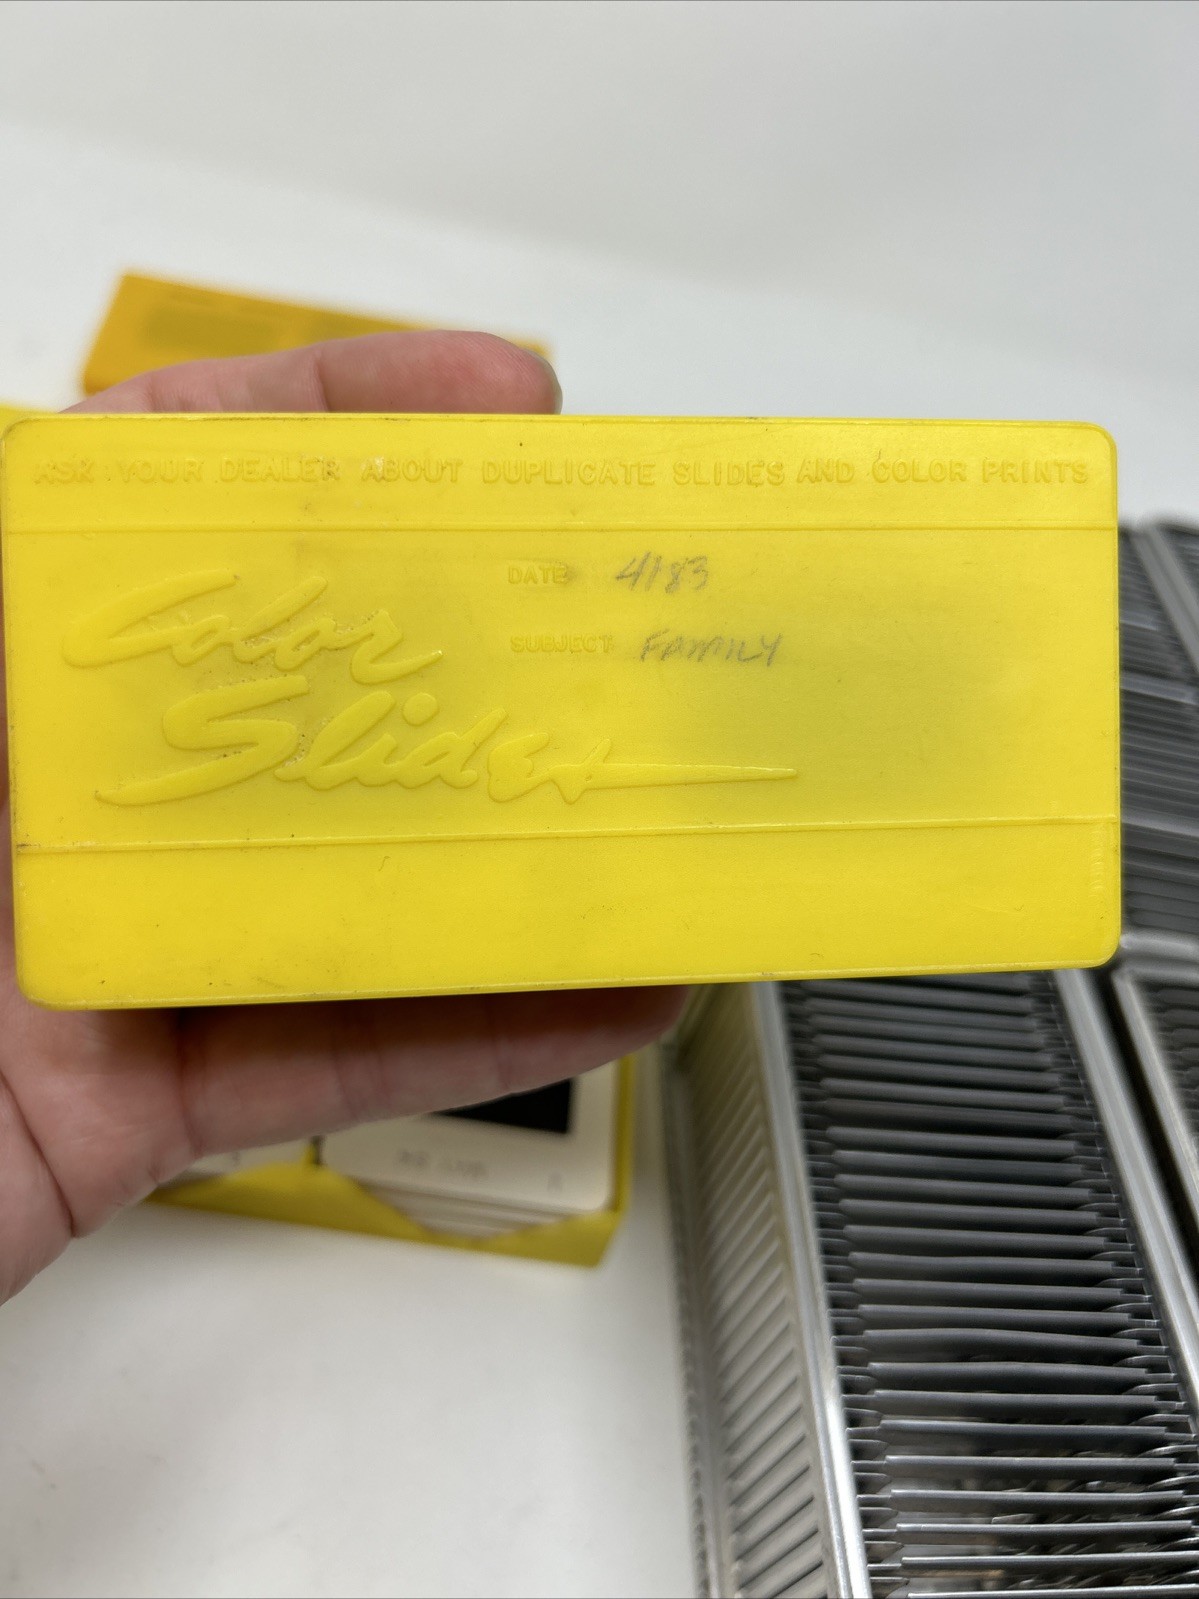 ASK YOUR DEALER ABOUT DUPLICATE SLIDES AND COLOR PRINTS
Color
Slides
DATE 4/83
SUBJECT FAMILY